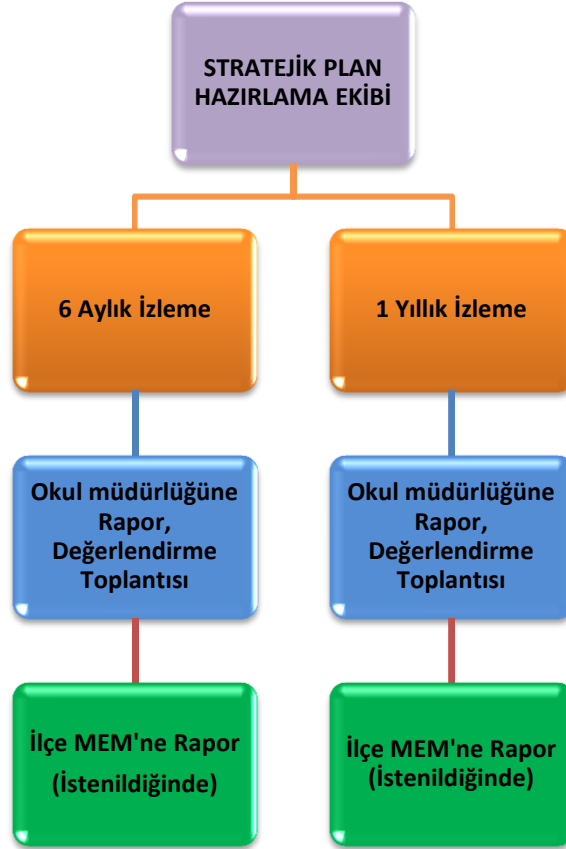 STRATEJİK PLAN
HAZIRLAMA EKİBİ
6 Aylık İzleme
1 Yıllık İzleme
Okul müdürlüğüne
Rapor,
Değerlendirme
Toplantısı
Okul müdürlüğüne
Rapor,
Değerlendirme
Toplantısı
İlçe MEM'ne Rapor
(İstenildiğinde)
İlçe MEM'ne Rapor
(İstenildiğinde)